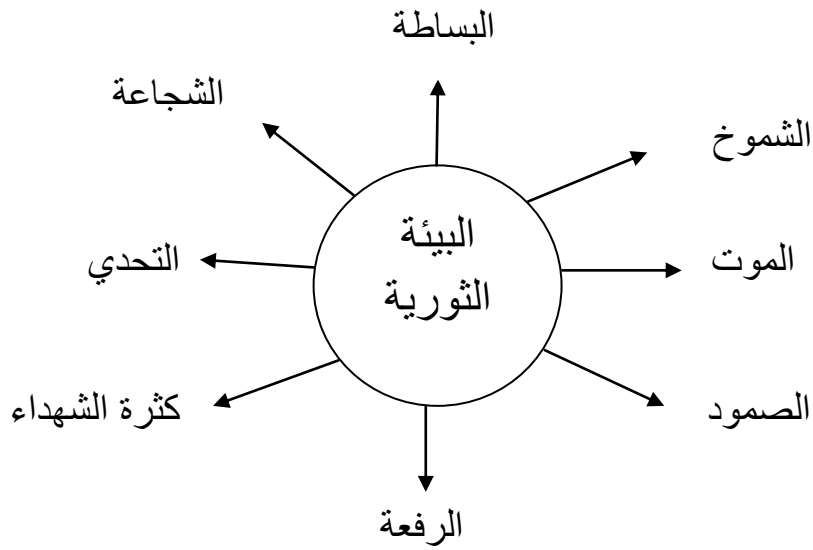 البساطة
الشجاعة
الشموخ
البيئة
الثورية
التحدي
الموت
كثرة الشهداء
الصمود
الرفعة